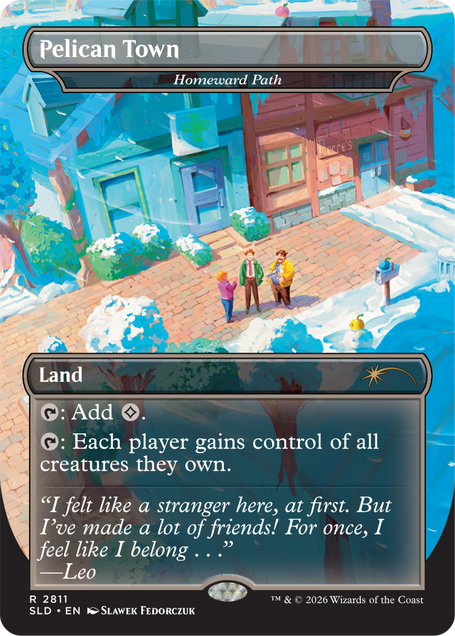 Pelican Town
Homeward Path
Land
: Add .
: Each player gains control of all
creatures they own.
“I felt like a stranger here, at first. But
I’ve made a lot of friends! For once, I
feel like I belong . . .”
—Leo
R 2811
SLD • EN Slawek Fedorczuk
™ & © 2026 Wizards of the Coast